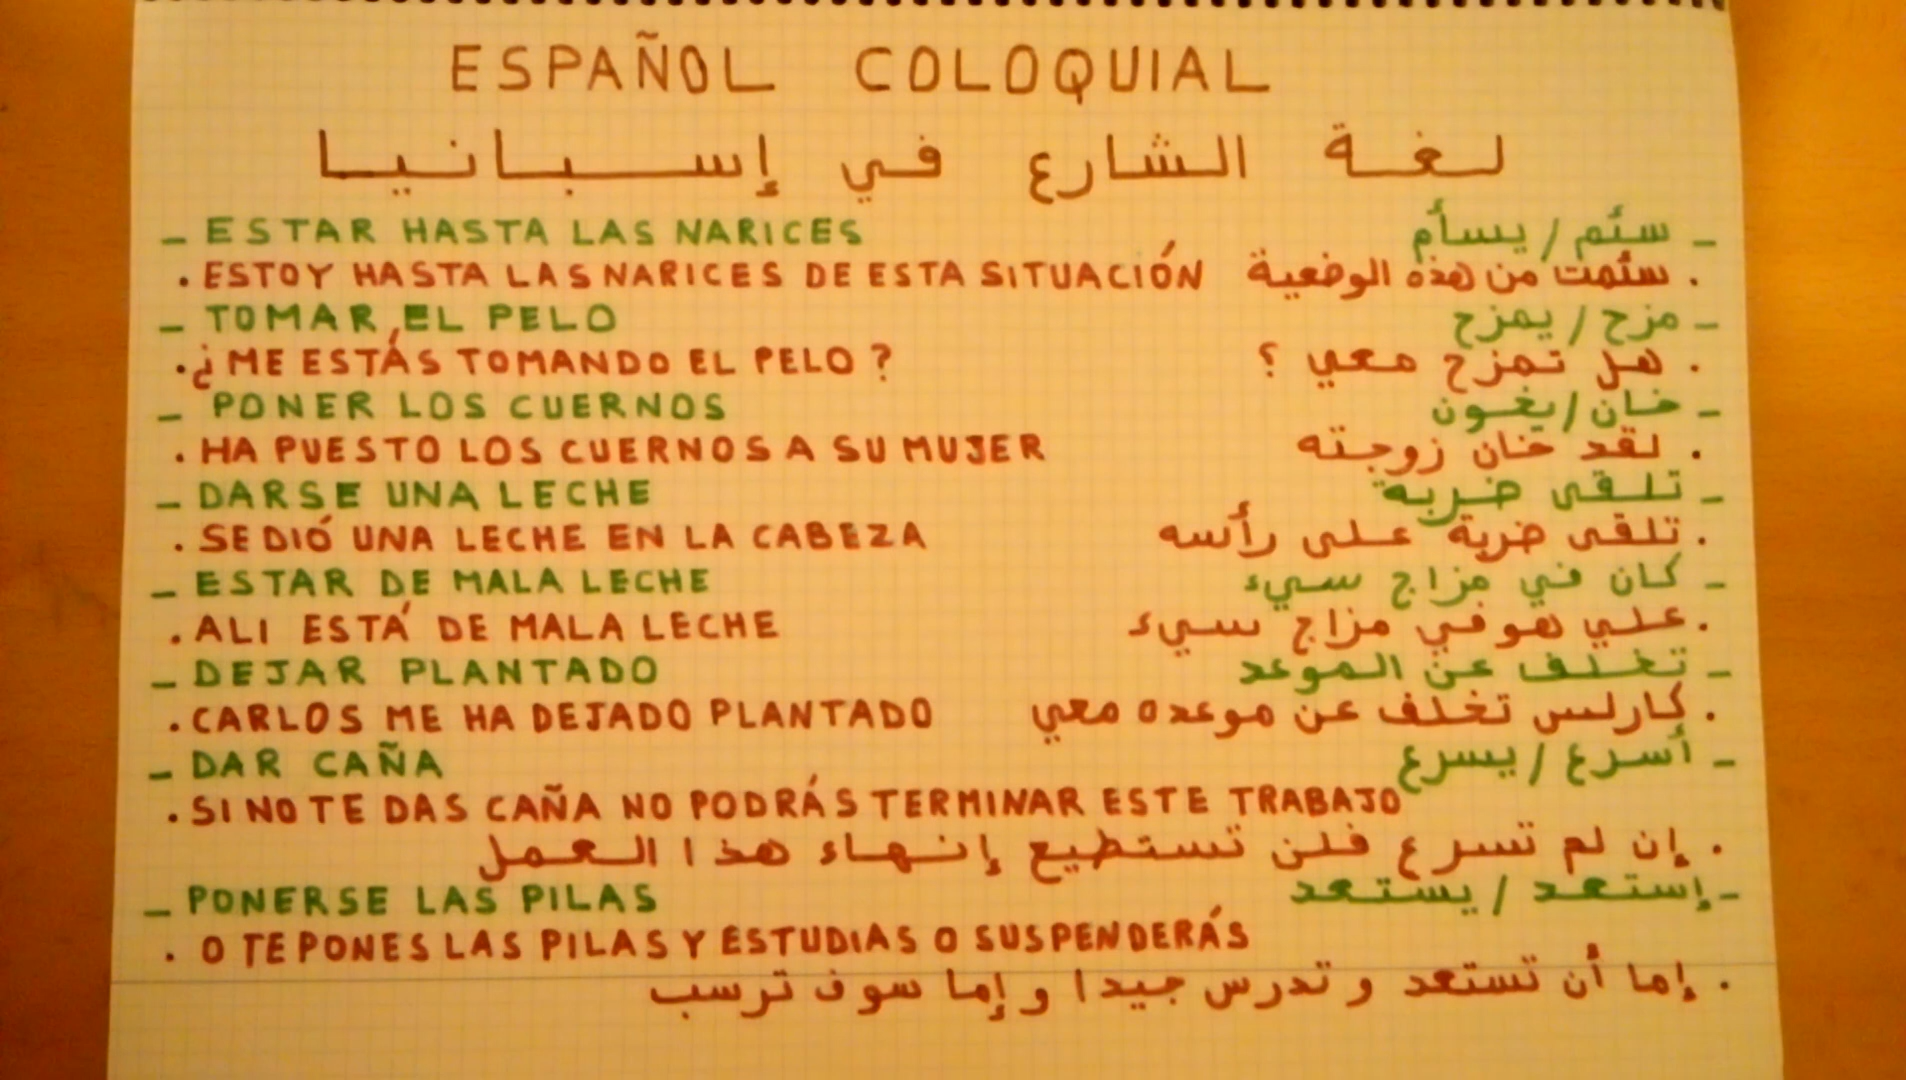 ESPAÑOL COLOQUIAL
لغة الشارع في إسبانيا
_ ESTAR HASTA LAS NARICES _ سئم / يسأم
. ESTOY HASTA LAS NARICES DE ESTA SITUACIÓN . سئمت من هذه الوضعية
_ TOMAR EL PELO _ مزح / يمزح
. ¿ME ESTÁS TOMANDO EL PELO? . هل تمزح معي ؟
_ PONER LOS CUERNOS _ خان / يخون
. HA PUESTO LOS CUERNOS A SU MUJER . لقد خان زوجته
_ DARSE UNA LECHE _ تلقى ضربة
. SE DIÓ UNA LECHE EN LA CABEZA . تلقى ضربة على رأسه
_ ESTAR DE MALA LECHE _ كان في مزاج سيء
. ALI ESTÁ DE MALA LECHE . علي هو في مزاج سيء
_ DEJAR PLANTADO _ تخلف عن الموعد
. CARLOS ME HA DEJADO PLANTADO . كارلس تخلف عن موعده معي
_ DAR CAÑA _ أسرع / يسرع
. SI NO TE DAS CAÑA NO PODRÁS TERMINAR ESTE TRABAJO
. إن لم تسرع فلن تستطيع إنهاء هذا العمل
_ PONERSE LAS PILAS _ إستعد / يستعد
. O TE PONES LAS PILAS Y ESTUDIAS O SUSPENDERÁS
. إما أن تستعد و تدرس جيدا و إما سوف ترسب